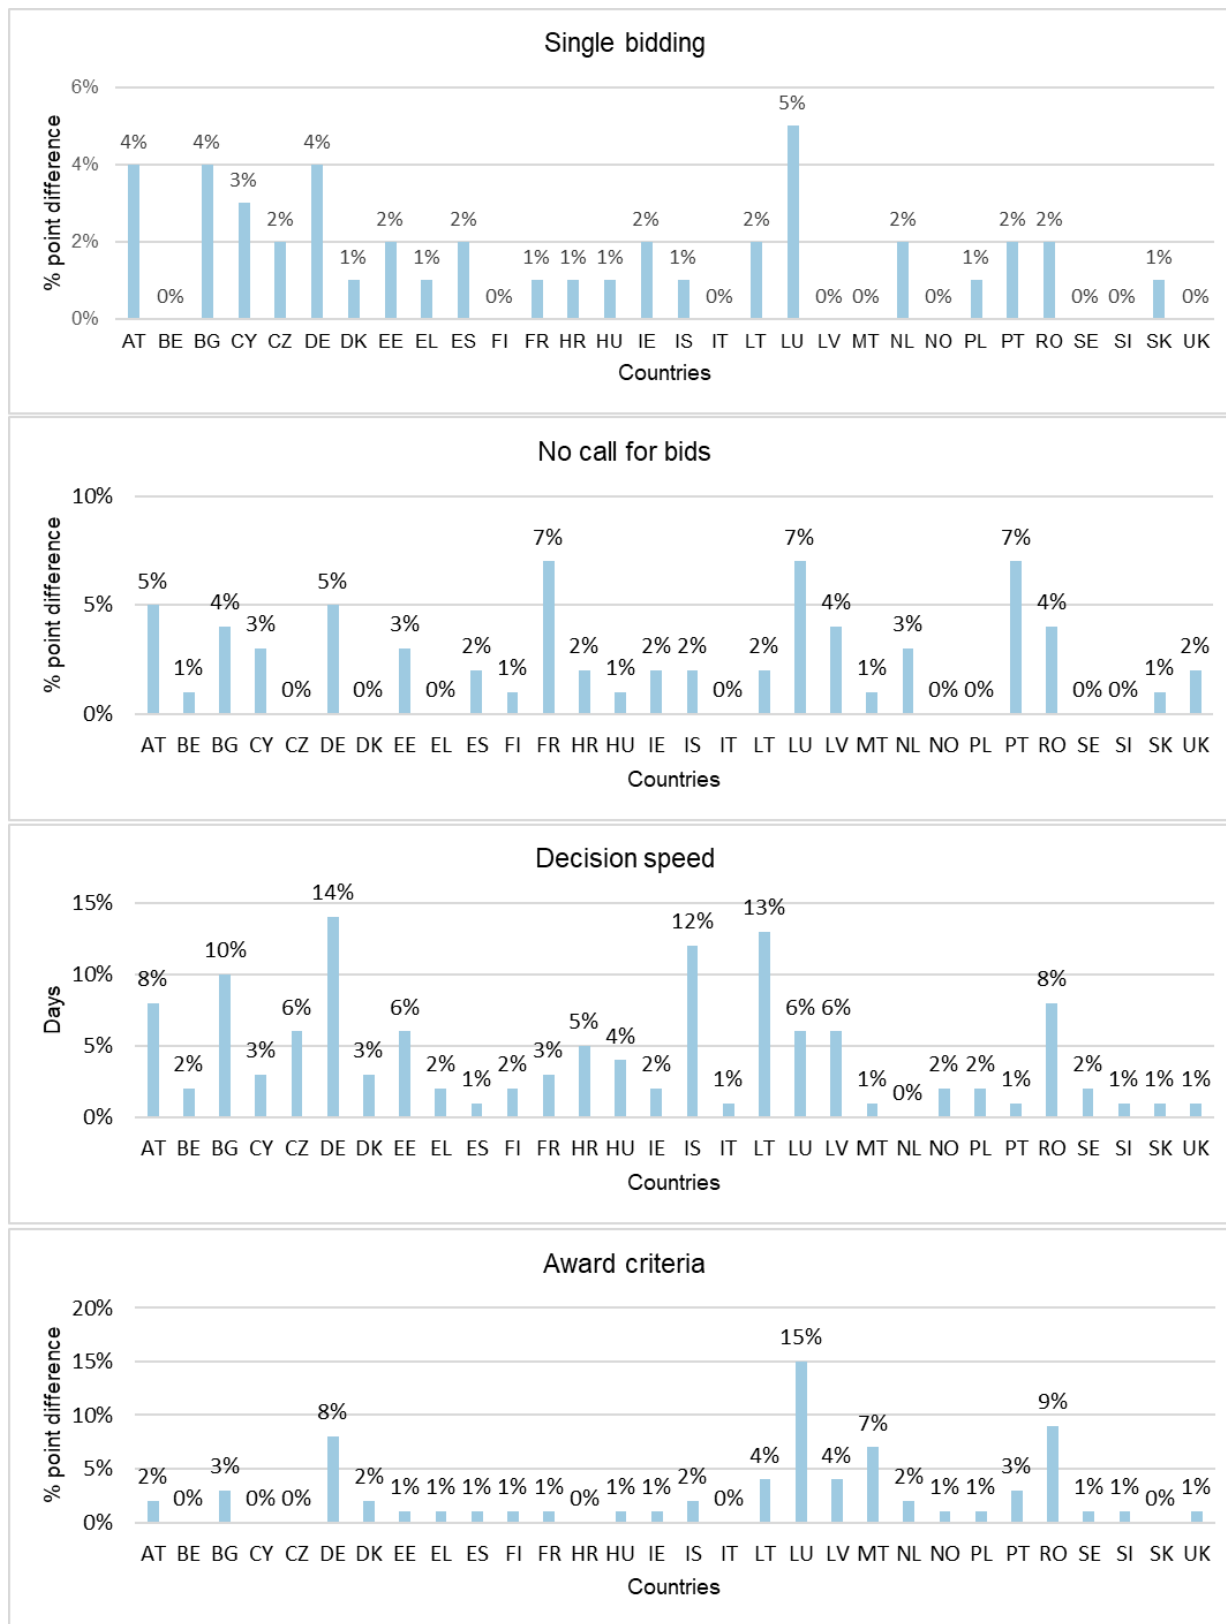 Single bidding
% point difference
6%
4%
2%
0%
4% 0% 4% 3% 2% 4% 1% 2% 1% 2% 0% 1% 1% 1% 2% 1% 0% 2% 5% 0% 0% 2% 0% 1% 2% 2% 0% 0% 1% 0%
AT BE BG CY CZ DE DK EE EL ES FI FR HR HU IE IS IT LT LU LV MT NL NO PL PT RO SE SI SK UK
Countries
No call for bids
% point difference
10%
5%
0%
5% 1% 4% 3% 0% 5% 0% 3% 0% 2% 1% 7% 2% 1% 2% 2% 0% 2% 7% 4% 1% 3% 0% 0% 7% 4% 0% 0% 1% 2%
AT BE BG CY CZ DE DK EE EL ES FI FR HR HU IE IS IT LT LU LV MT NL NO PL PT RO SE SI SK UK
Countries
Decision speed
Days
15%
10%
5%
0%
8% 2% 10% 3% 6% 14% 3% 6% 2% 1% 2% 3% 5% 4% 2% 12% 1% 13% 6% 6% 1% 0% 2% 2% 1% 8% 2% 1% 1% 1%
AT BE BG CY CZ DE DK EE EL ES FI FR HR HU IE IS IT LT LU LV MT NL NO PL PT RO SE SI SK UK
Countries
Award criteria
% point difference
20%
15%
10%
5%
0%
2% 0% 3% 0% 0% 8% 2% 1% 1% 1% 1% 1% 0% 1% 1% 2% 0% 4% 15% 4% 7% 2% 1% 1% 3% 9% 1% 1% 0% 1%
AT BE BG CY CZ DE DK EE EL ES FI FR HR HU IE IS IT LT LU LV MT NL NO PL PT RO SE SI SK UK
Countries